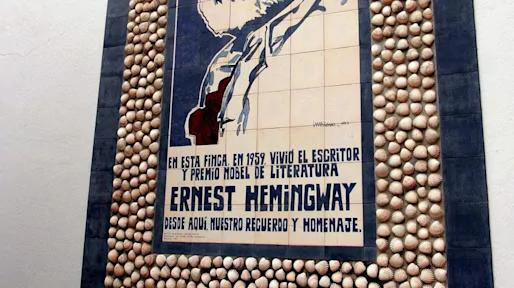 EN ESTA FINCA, EN 1959 VIVIÓ EL ESCRITOR
Y PREMIO NOBEL DE LITERATURA
ERNEST HEMINGWAY
DESDE AQUÍ, NUESTRO RECUERDO Y HOMENAJE.